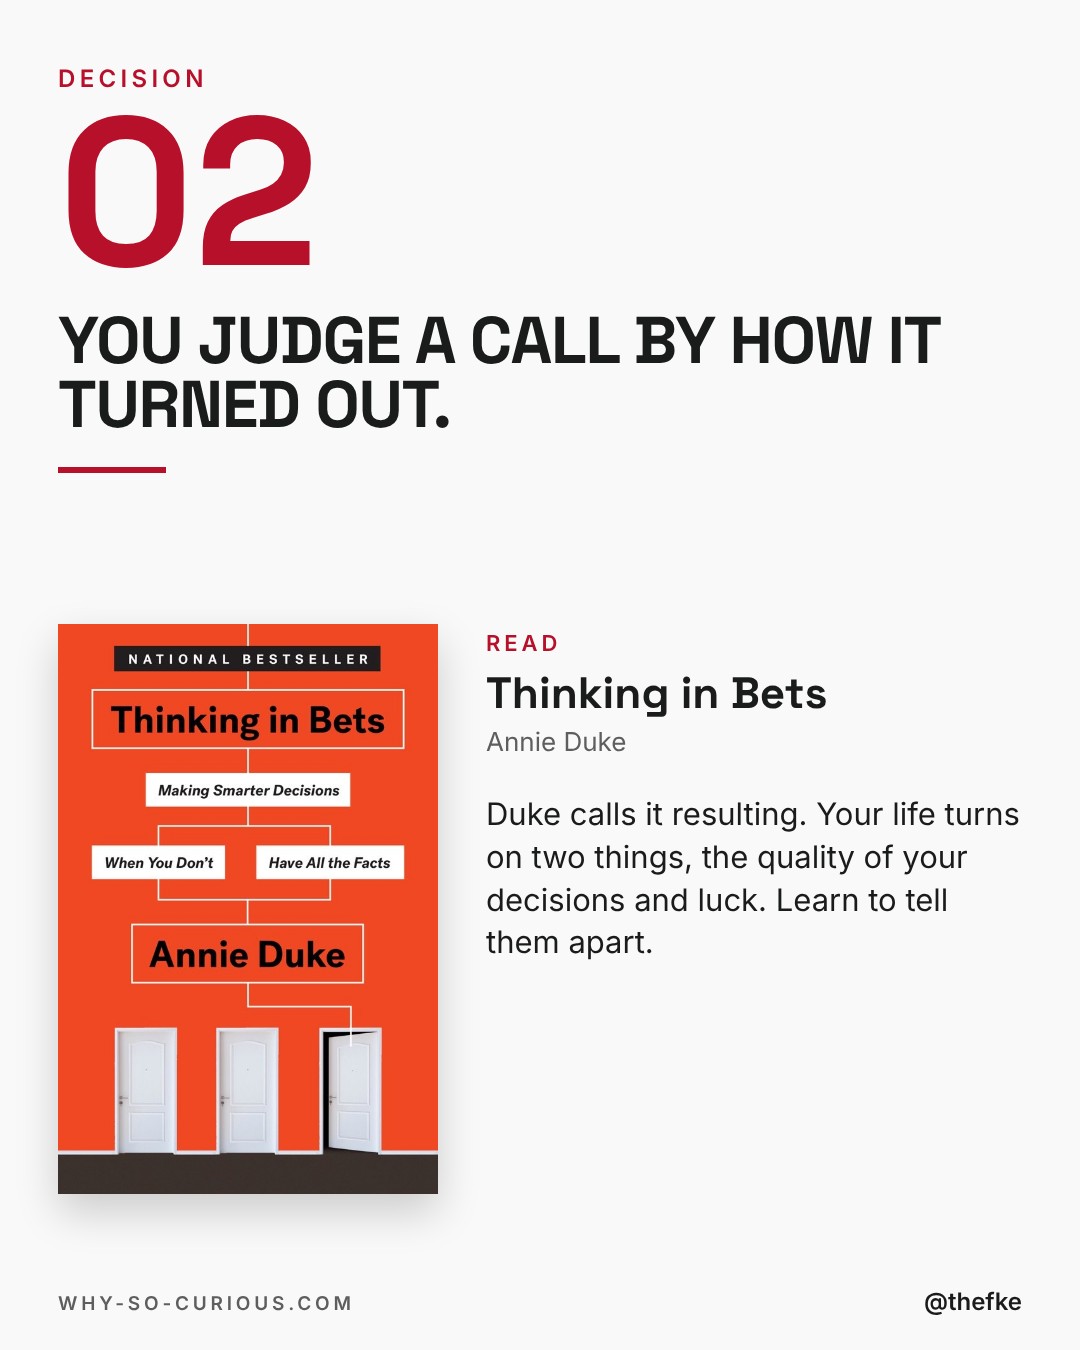 DECISION
02
YOU JUDGE A CALL BY HOW IT
TURNED OUT.
NATIONAL BESTSELLER
Thinking in Bets
Making Smarter Decisions
When You Don't
Have All the Facts
Annie Duke
READ
Thinking in Bets
Annie Duke
Duke calls it resulting. Your life turns
on two things, the quality of your
decisions and luck. Learn to tell
them apart.
WHY-SO-CURIOUS.COM
@thefke